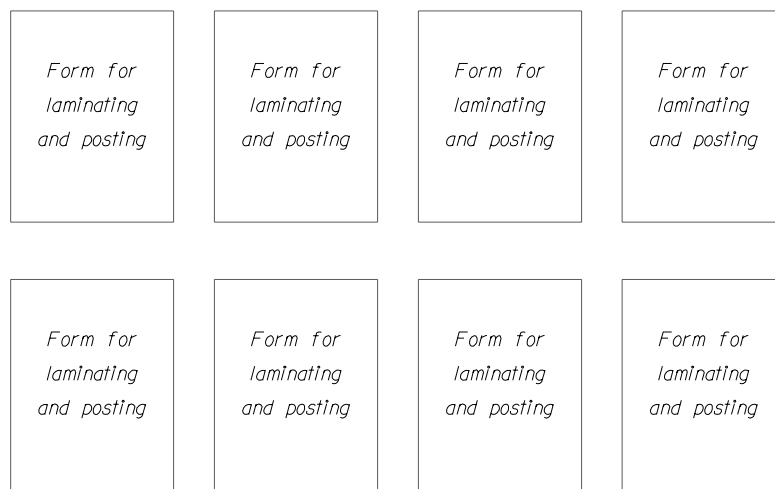 Form for
laminating
and posting
Form for
laminating
and posting
Form for
laminating
and posting
Form for
laminating
and posting
Form for
laminating
and posting
Form for
laminating
and posting
Form for
laminating
and posting
Form for
laminating
and posting